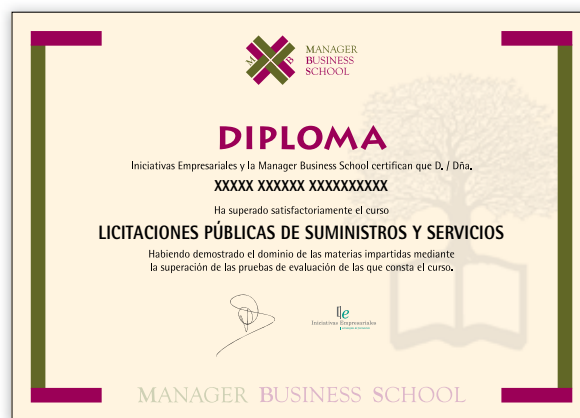 M
B
MANAGER
BUSINESS
SCHOOL
DIPLOMA
Iniciativas Empresariales y la Manager Business School certifican que D. / Dña.
XXXXX XXXXXX XXXXXXXXXX
Ha superado satisfactoriamente el curso
LICITACIONES PÚBLICAS DE SUMINISTROS Y SERVICIOS
Habiendo demostrado el dominio de las materias impartidas mediante
la superación de las pruebas de evaluación de las que consta el curso.
Iniciativas Empresariales
MANAGER BUSINESS SCHOOL